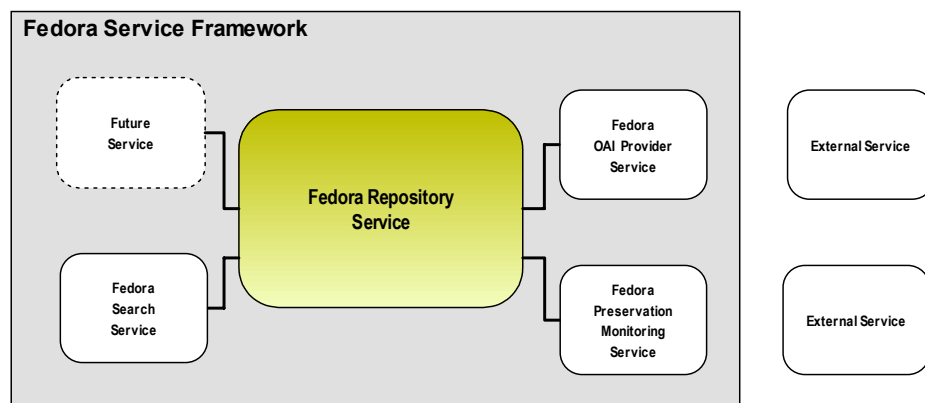 Fedora Service Framework
Future
Service
Fedora
OAI Provider
Service
External Service
Fedora Repository
Service
Fedora
Search
Service
Fedora
Preservation
Monitoring
Service
External Service